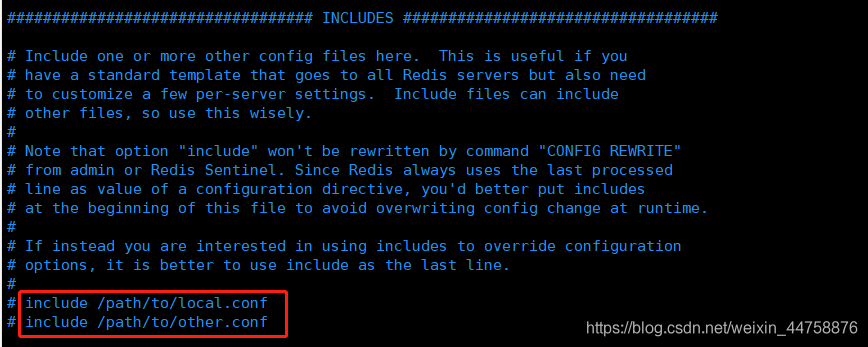 ################################## INCLUDES ###################################
# Include one or more other config files here.  This is useful if you
# have a standard template that goes to all Redis servers but also need
# to customize a few per-server settings.  Include files can include
# other files, so use this wisely.
#
# Note that option "include" won't be rewritten by command "CONFIG REWRITE"
# from admin or Redis Sentinel. Since Redis always uses the last processed
# line as value of a configuration directive, you'd better put includes
# at the beginning of this file to avoid overwriting config change at runtime.
#
# If instead you are interested in using includes to override configuration
# options, it is better to use include as the last line.
#
# include /path/to/local.conf
# include /path/to/other.conf
https://blog.csdn.net/weixin_44758876